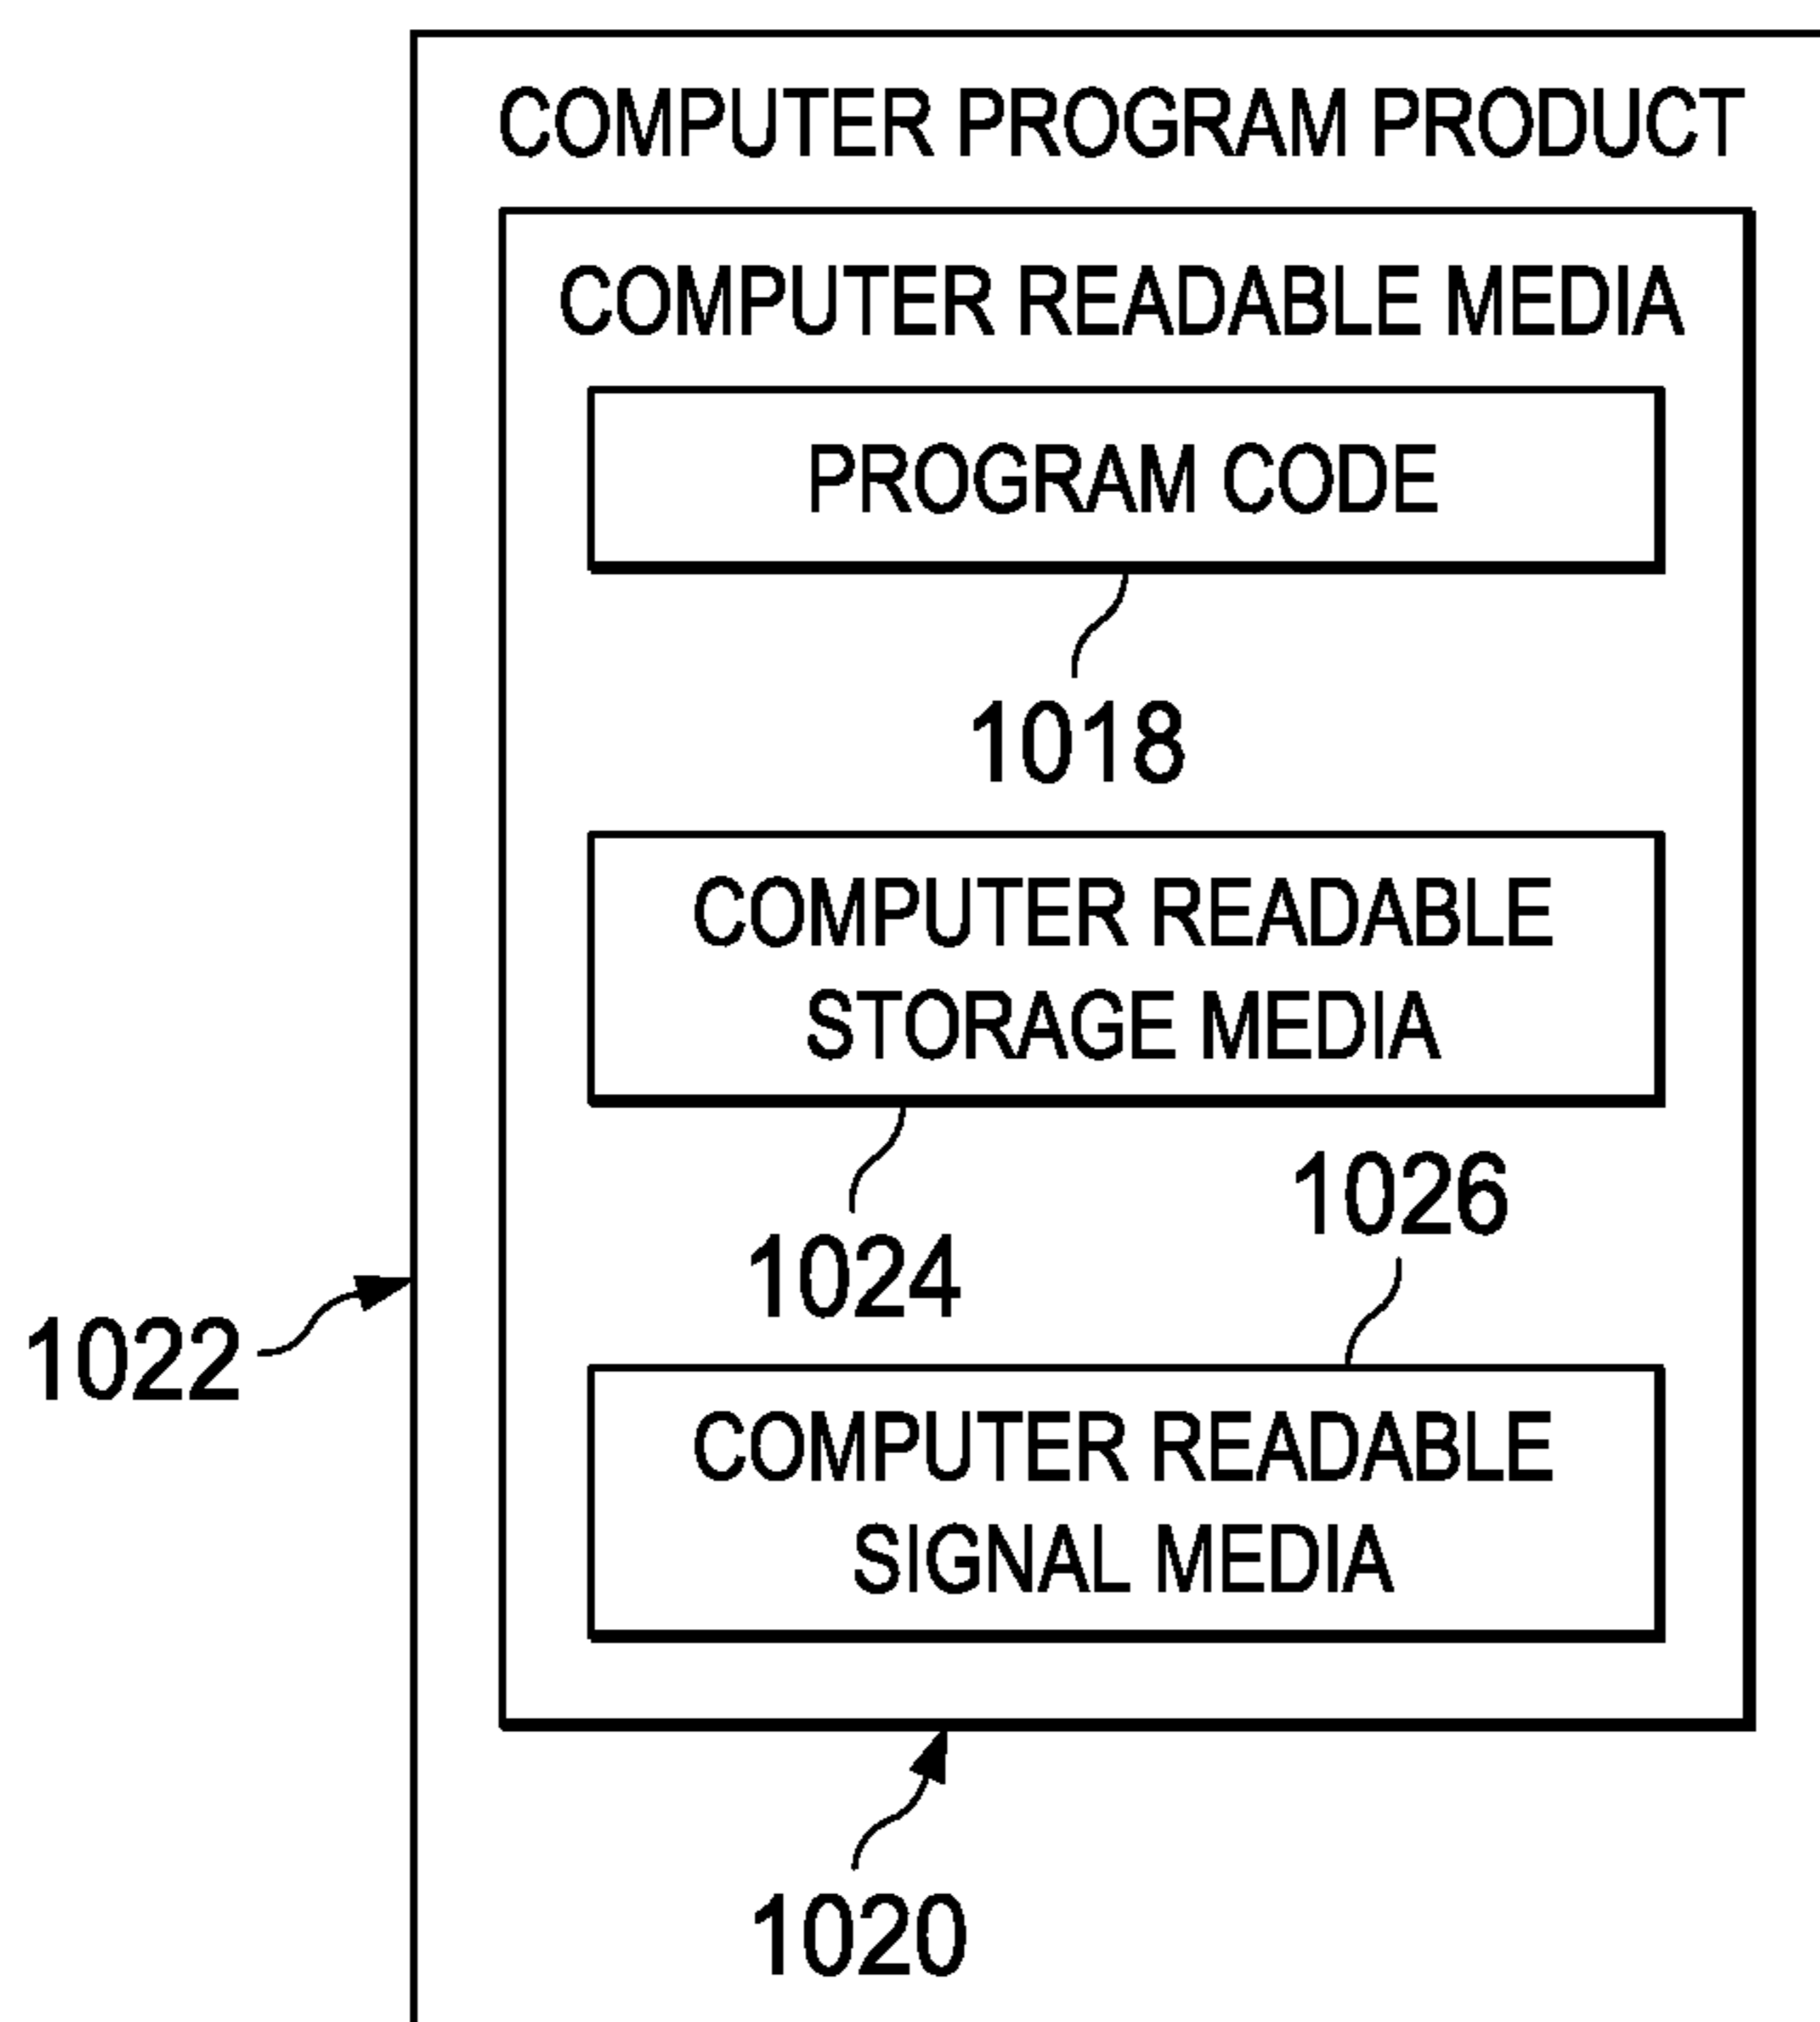 COMPUTER PROGRAM PRODUCT
COMPUTER READABLE MEDIA
PROGRAM CODE
1018
COMPUTER READABLE
STORAGE MEDIA
1026
1024
1022
COMPUTER READABLE
SIGNAL MEDIA
1020